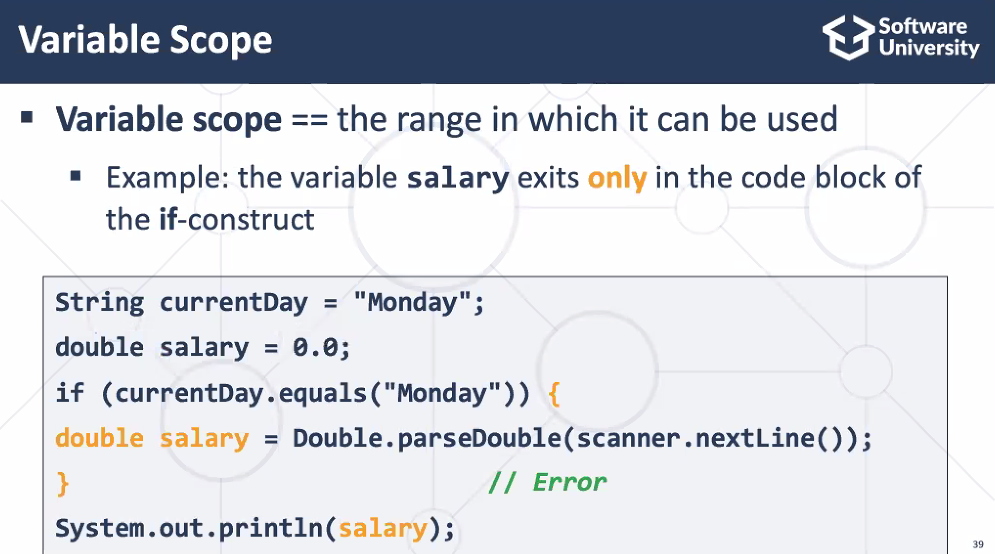 Variable Scope
Software
University
▪ Variable scope == the range in which it can be used
▪ Example: the variable salary exits only in the code block of
the if-construct
String currentDay = "Monday";
double salary = 0.0;
if (currentDay.equals("Monday")) {
double salary = Double.parseDouble(scanner.nextLine());
} // Error
System.out.println(salary);
39